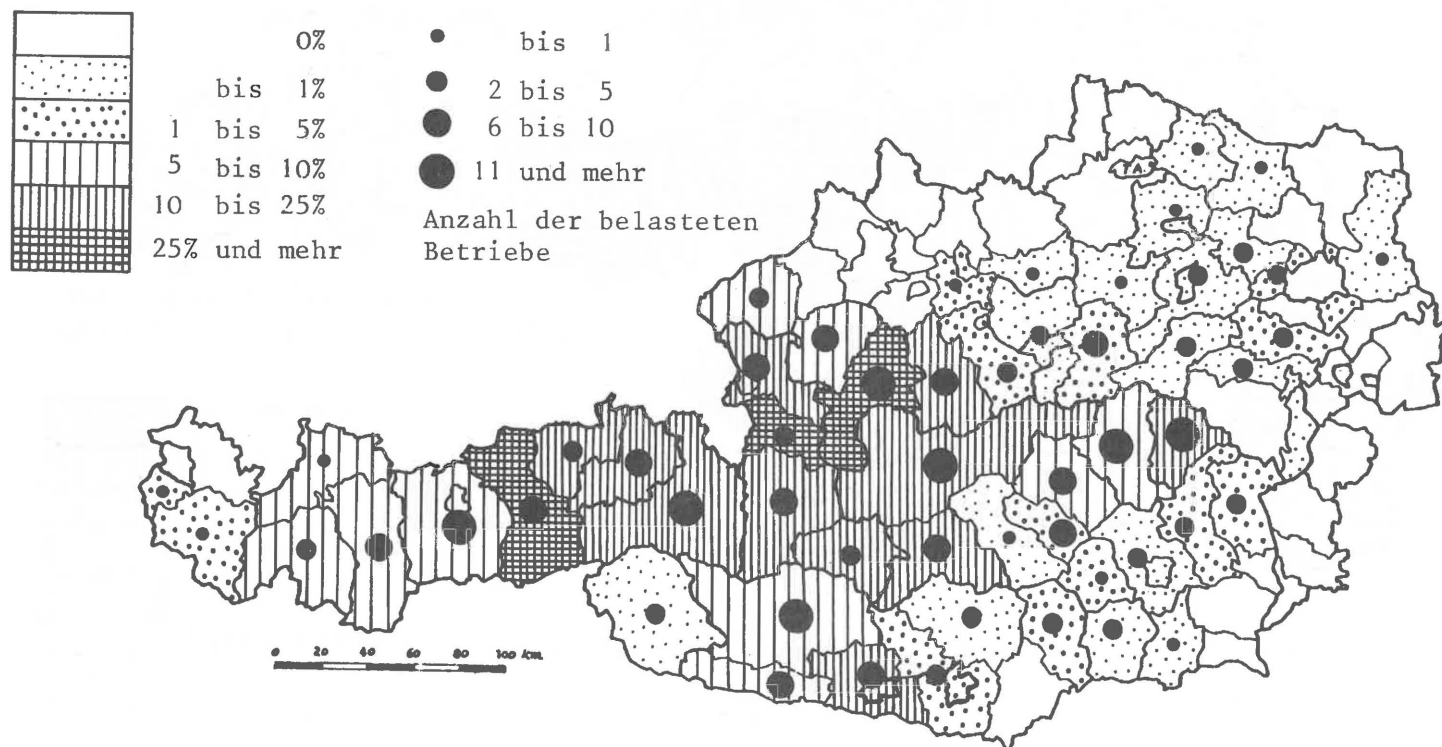 0%
bis 1%
1 bis 5%
5 bis 10%
10 bis 25%
25% und mehr
bis 1
2 bis 5
6 bis 10
11 und mehr
Anzahl der belasteten
Betriebe
T.A.
0 20 40 60 80 100 km.